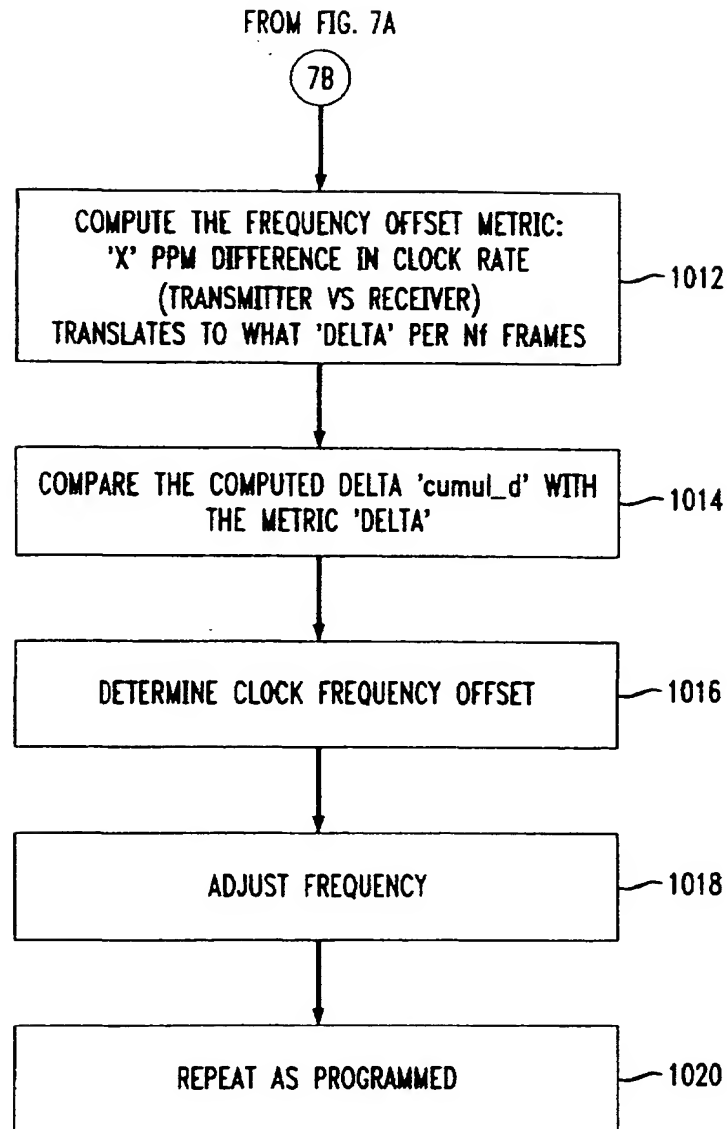 FROM FIG. 7A
7B
COMPUTE THE FREQUENCY OFFSET METRIC:
'X' PPM DIFFERENCE IN CLOCK RATE
(TRANSMITTER VS RECEIVER)
TRANSLATES TO WHAT 'DELTA' PER Nf FRAMES
1012
COMPARE THE COMPUTED DELTA 'cumul_d' WITH
THE METRIC 'DELTA'
1014
DETERMINE CLOCK FREQUENCY OFFSET
1016
ADJUST FREQUENCY
1018
REPEAT AS PROGRAMMED
1020